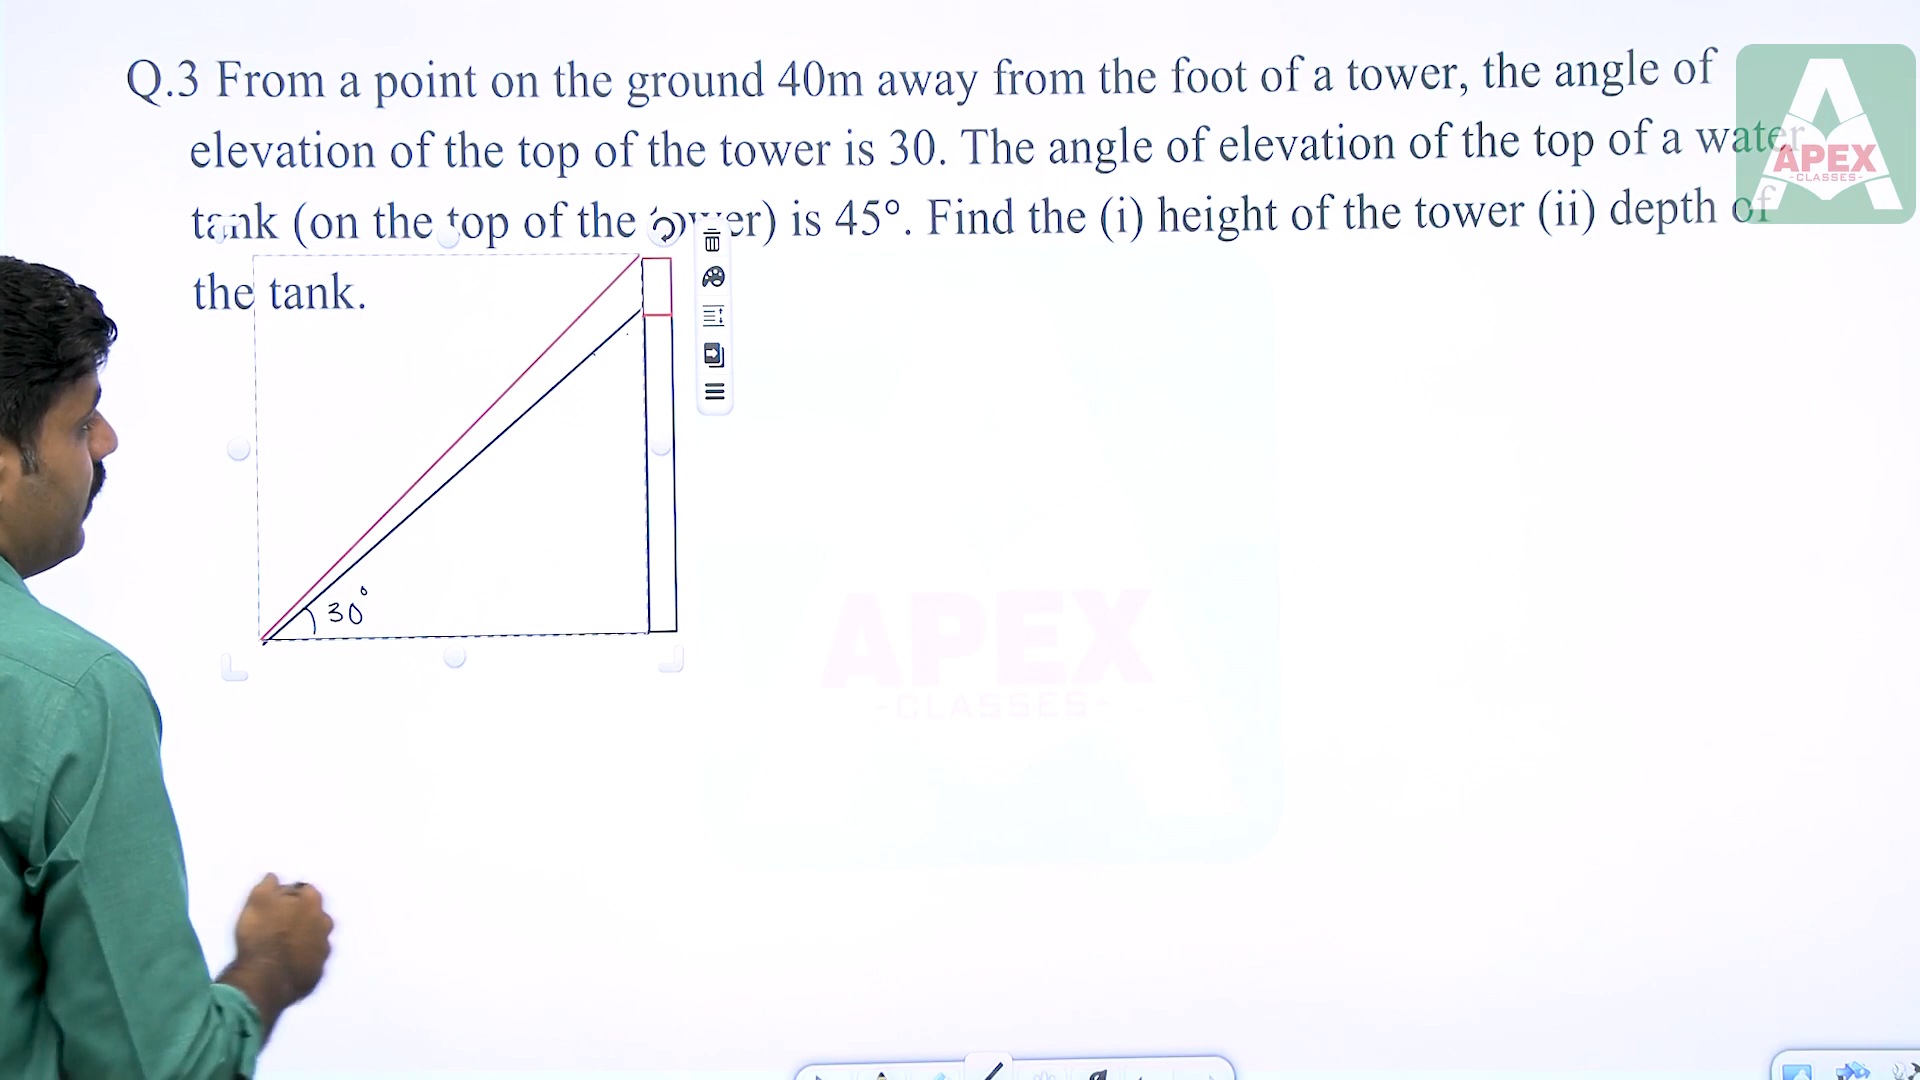 Q.3 From a point on the ground 40m away from the foot of a tower, the angle of
elevation of the top of the tower is 30. The angle of elevation of the top of a water
tank (on the top of the tower) is 45°. Find the (i) height of the tower (ii) depth of
the tank.
APEX
-CLASSES-
30°
APEX
-CLASSES-